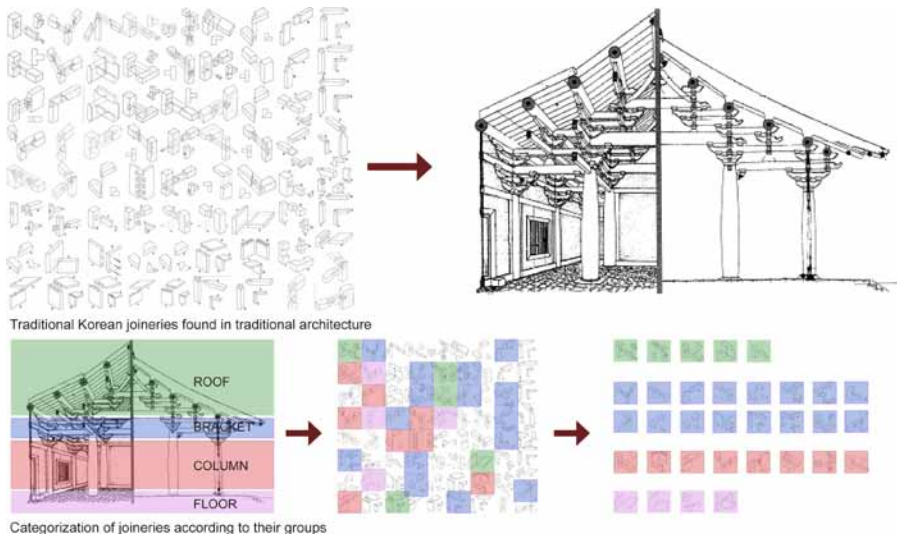 Traditional Korean joineries found in traditional architecture
ROOF
BRACKET
COLUMN
FLOOR
Categorization of joineries according to their groups